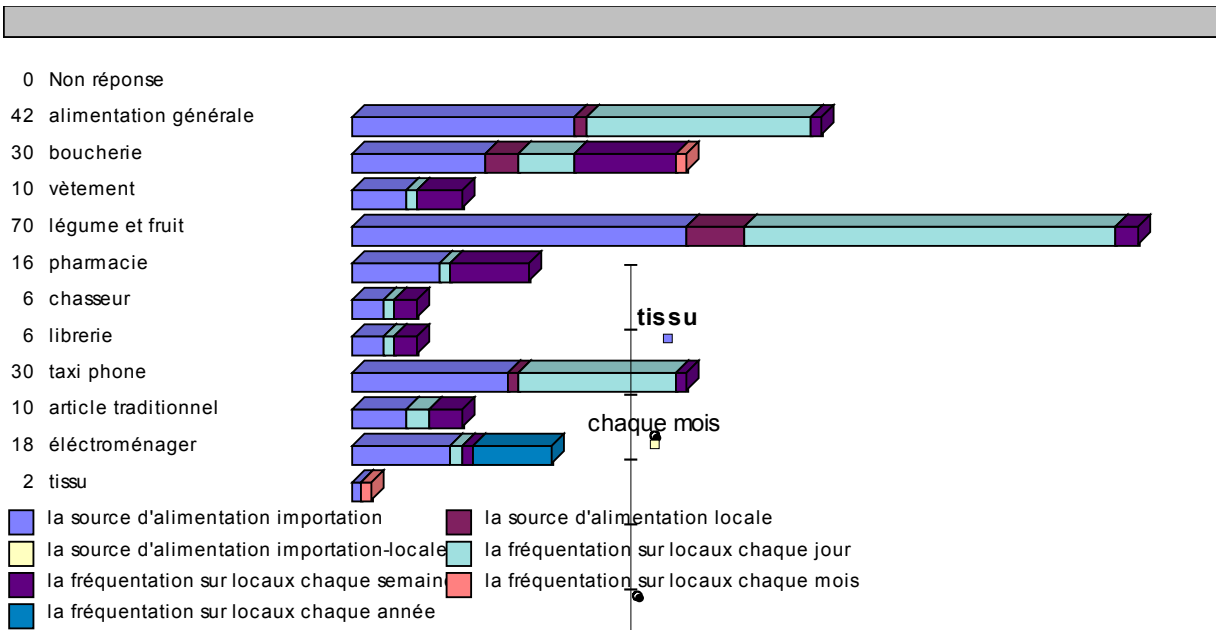 0 Non réponse
42 alimentation générale
30 boucherie
10 vètement
70 légume et fruit
16 pharmacie
6 chasseur
6 librerie
30 taxi phone
10 article traditionnel
18 éléctroménager
2 tissu
tissu
chaque mois
la source d'alimentation importation
la source d'alimentation locale
la source d'alimentation importation-locale
la fréquentation sur locaux chaque jour
la fréquentation sur locaux chaque semain
la fréquentation sur locaux chaque mois
la fréquentation sur locaux chaque année